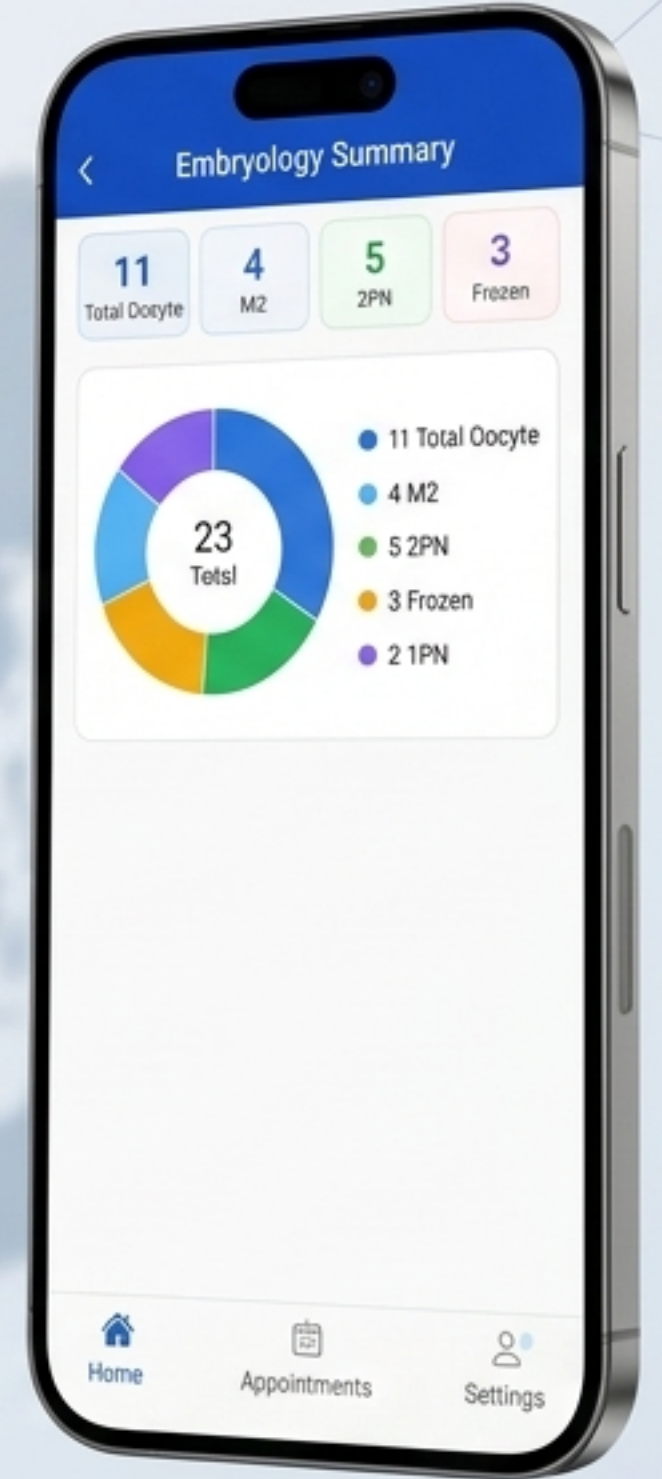 Embryology Summary
11
Total Oocyte
4
M2
5
2PN
3
Frezen
11 Total Oocyte
4 M2
5 2PN
3 Frozen
2 1PN
23
Tetsl
Home
Appointments
Settings